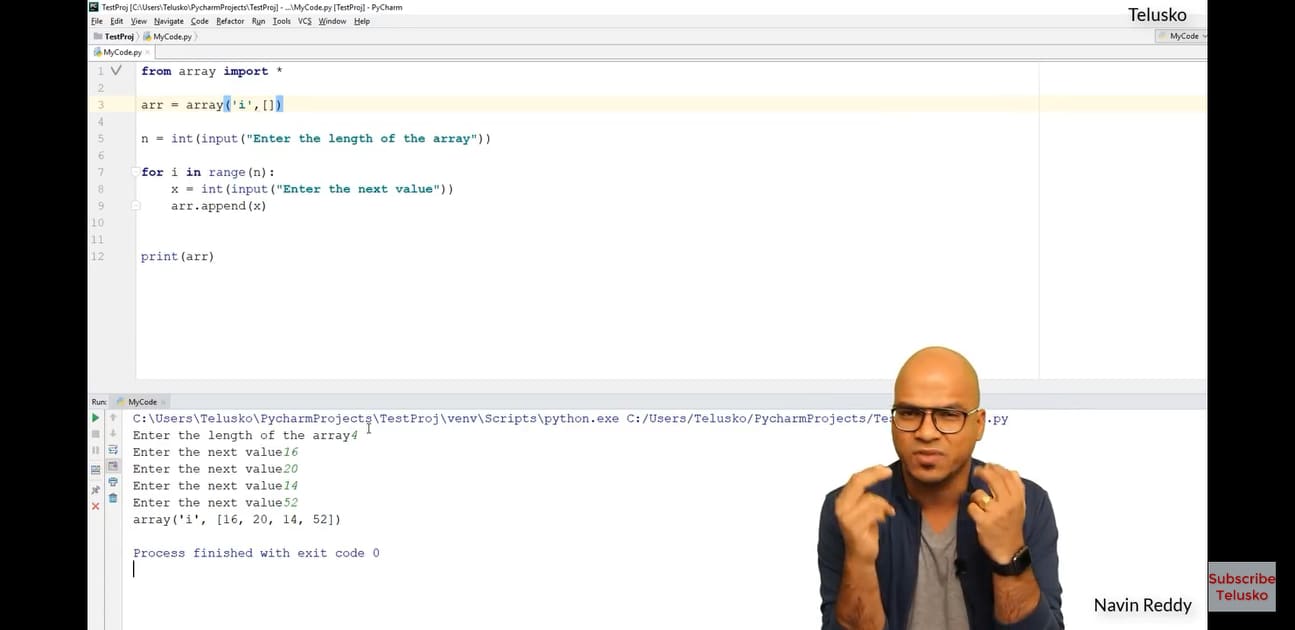 TestProj [C:\Users\Telusko\PycharmProjects\TestProj] - ...\MyCode.py [TestProj] - PyCharm
Telusko
File Edit View Navigate Code Refactor Run Tools VCS Window Help
TestProj MyCode.py
MyCode
MyCode.py
1 from array import *
2
3 arr = array('i',[])
4
5 n = int(input("Enter the length of the array"))
6
7 for i in range(n):
8 x = int(input("Enter the next value"))
9 arr.append(x)
10
11
12 print(arr)
Run: MyCode
C:\Users\Telusko\PycharmProjects\TestProj\venv\Scripts\python.exe C:/Users/Telusko/PycharmProjects/Te .py
Enter the length of the array4
Enter the next value16
Enter the next value20
Enter the next value14
Enter the next value52
array('i', [16, 20, 14, 52])
Process finished with exit code 0
Navin Reddy
Subscribe
Telusko